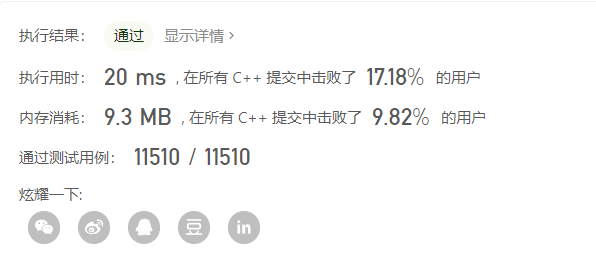 执行结果： 通过 显示详情 >
执行用时： 20 ms , 在所有 C++ 提交中击败了 17.18% 的用户
内存消耗： 9.3 MB , 在所有 C++ 提交中击败了 9.82% 的用户
通过测试用例： 11510 / 11510
炫耀一下:
豆 in